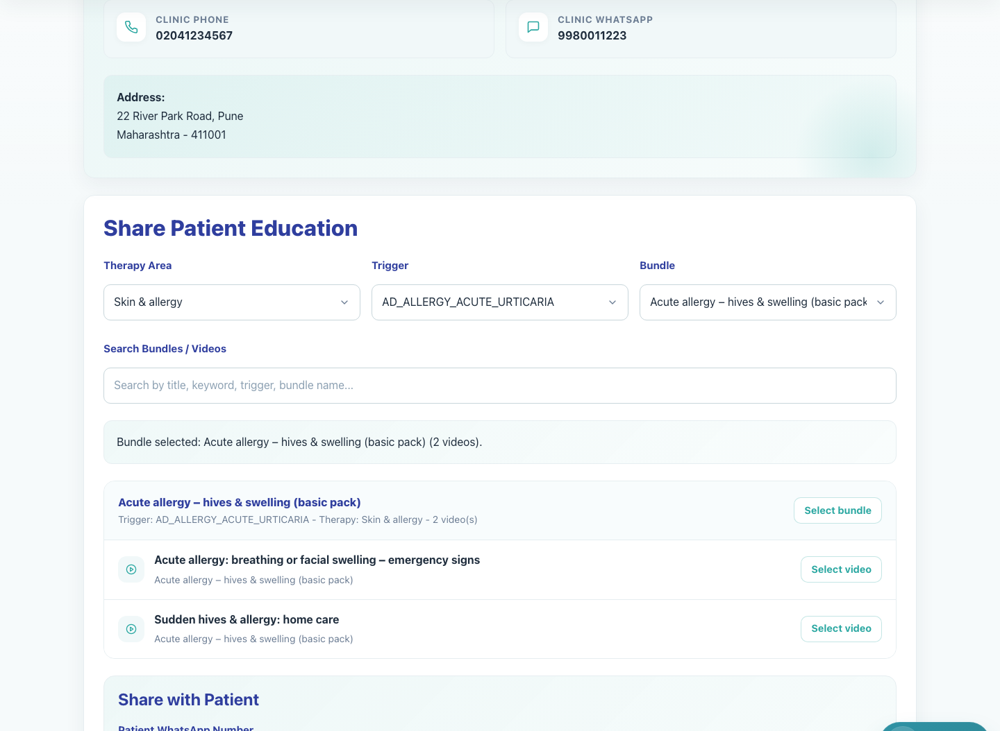 CLINIC PHONE
02041234567
CLINIC WHATSAPP
9980011223
Address:
22 River Park Road, Pune
Maharashtra - 411001
Share Patient Education
Therapy Area
Trigger
Bundle
Skin & allergy
AD_ALLERGY_ACUTE_URTICARIA
Acute allergy – hives & swelling (basic pack
Search Bundles / Videos
Search by title, keyword, trigger, bundle name...
Bundle selected: Acute allergy – hives & swelling (basic pack) (2 videos).
Acute allergy – hives & swelling (basic pack)
Trigger: AD_ALLERGY_ACUTE_URTICARIA - Therapy: Skin & allergy - 2 video(s)
Select bundle
Acute allergy: breathing or facial swelling – emergency signs
Acute allergy – hives & swelling (basic pack)
Select video
Sudden hives & allergy: home care
Acute allergy – hives & swelling (basic pack)
Select video
Share with Patient
Patient WhatsApp Number